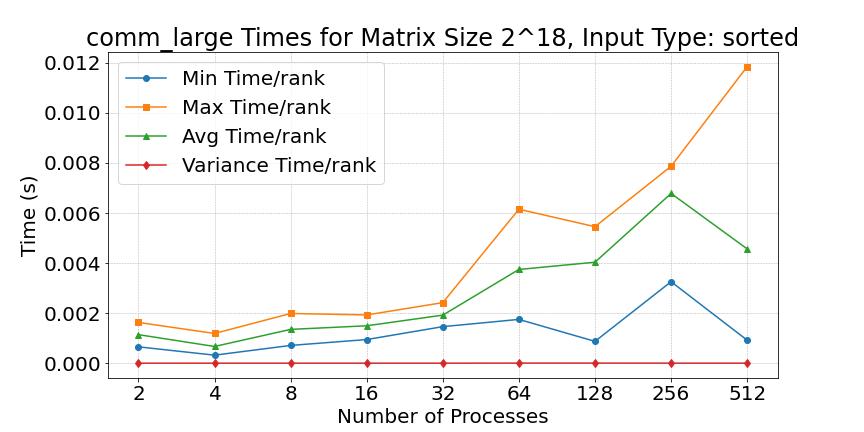 comm_large Times for Matrix Size 2^18, Input Type: sorted
0.012
0.010
0.008
0.006
0.004
0.002
0.000
Time (s)
Min Time/rank
Max Time/rank
Avg Time/rank
Variance Time/rank
2 4 8 16 32 64 128 256 512
Number of Processes